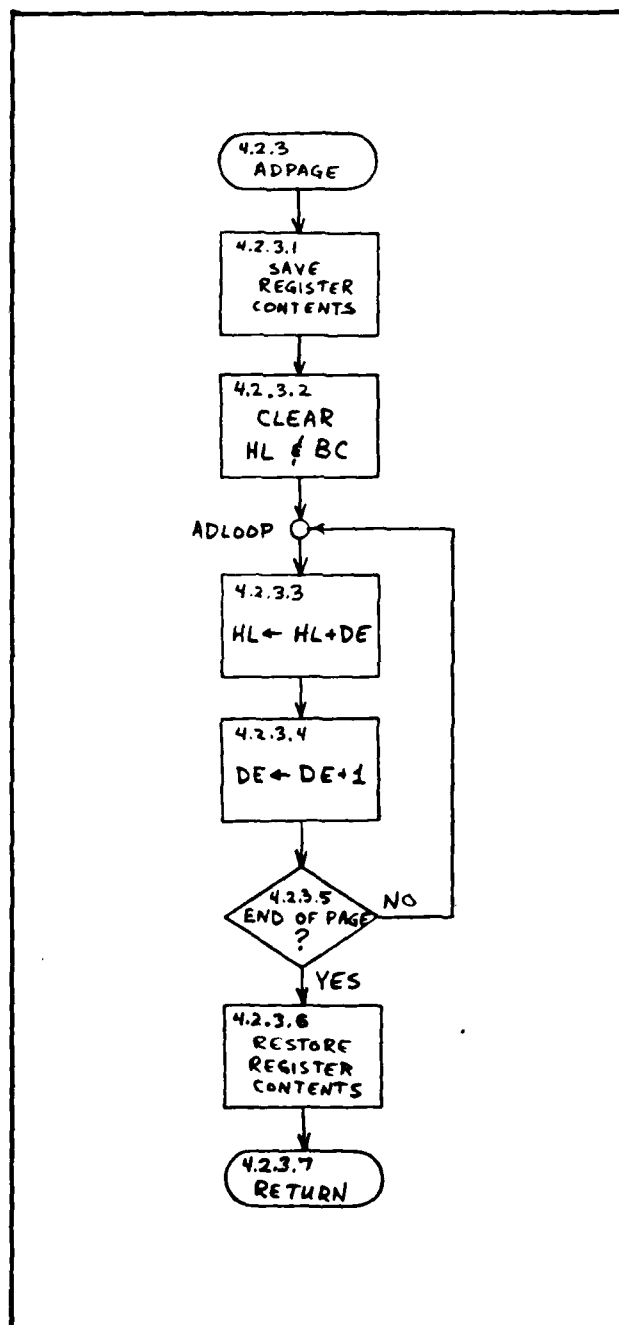 4.2.3
ADPAGE
4.2.3.1
SAVE
REGISTER
CONTENTS
4.2.3.2
CLEAR
HL & BC
ADLOOP
4.2.3.3
HL← HL+DE
4.2.3.4
DE← DE+1
4.2.3.5
END OF PAGE
?
NO
YES
4.2.3.6
RESTORE
REGISTER
CONTENTS
4.2.3.7
RETURN